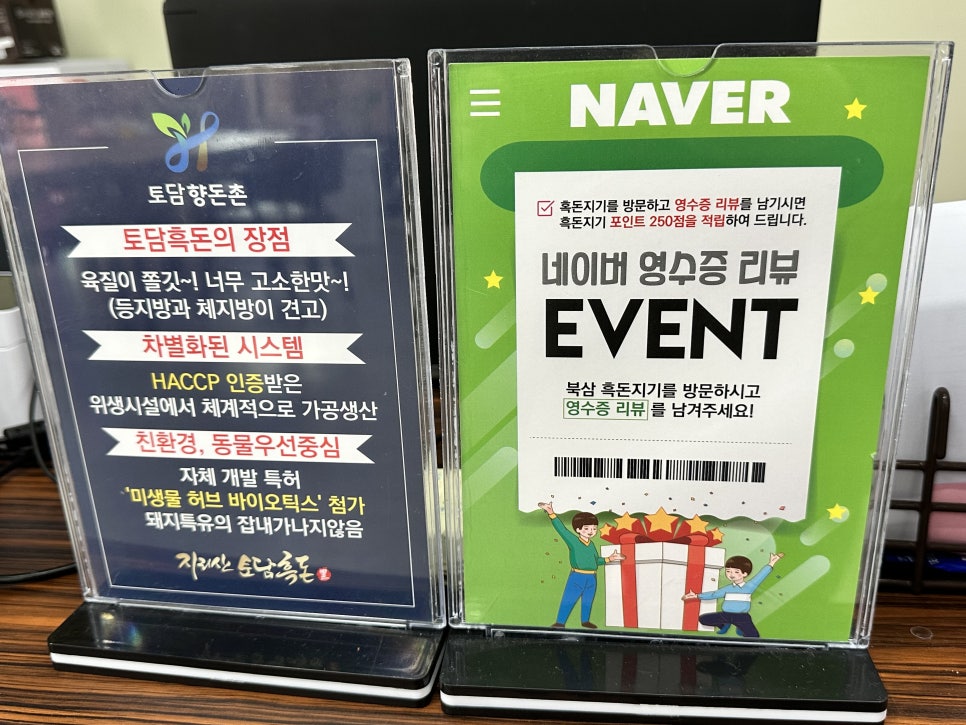 토담향돈촌
토담흑돈의 장점
육질이 쫄깃~! 너무 고소한맛~!
(등지방과 체지방이 견고)
차별화된 시스템
HACCP 인증받은
위생시설에서 체계적으로 가공생산
친환경, 동물우선중심
자체 개발 특허
'미생물 허브 바이오틱스' 첨가
돼지특유의 잡내가나지않음
지리산 토담흑돈
NAVER
흑돈지기를 방문하고 영수증 리뷰를 남기시면
흑돈지기 포인트 250점을 적립하여 드립니다.
네이버 영수증 리뷰
EVENT
북삼 흑돈지기를 방문하시고
영수증 리뷰를 남겨주세요!